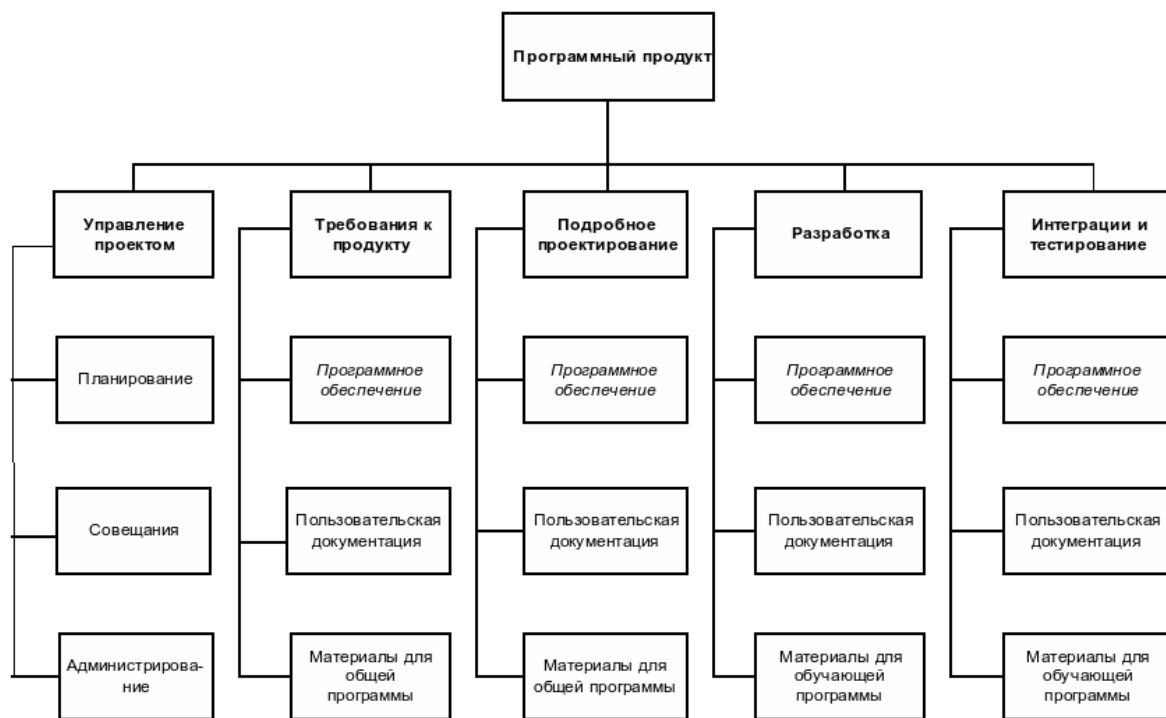 Программный продукт
Управление
проектом
Требования к
продукту
Подробное
проектирование
Разработка
Интеграции и
тестирование
Планирование
Программное
обеспечение
Программное
обеспечение
Программное
обеспечение
Программное
обеспечение
Совещания
Пользовательская
документация
Пользовательская
документация
Пользовательская
документация
Пользовательская
документация
Администрирова-
ние
Материалы для
общей
программы
Материалы для
общей программы
Материалы для
обучающей
программы
Материалы для
обучающей
программы